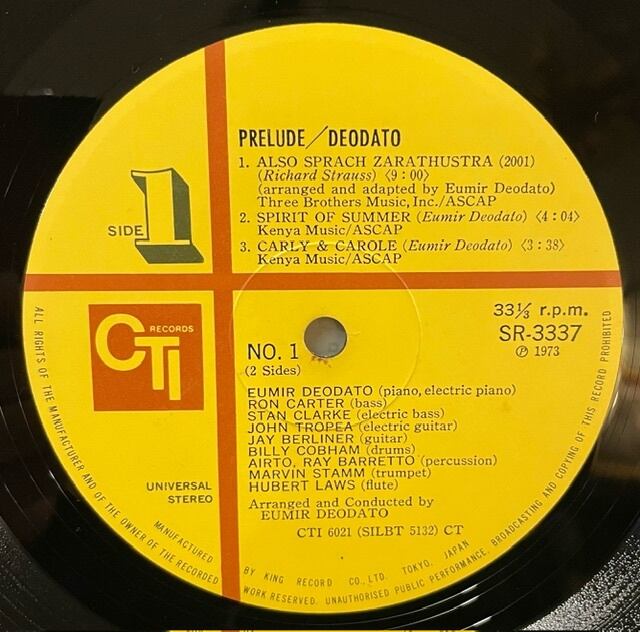 PRELUDE/DEODATO
1. ALSO SPRACH ZARATHUSTRA (2001)
(Richard Strauss) 〈9:00〉
(arranged and adapted by Eumir Deodato)
Three Brothers Music, Inc./ASCAP
2. SPIRIT OF SUMMER (Eumir Deodato) 〈4:04〉
Kenya Music/ASCAP
3. CARLY & CAROLE (Eumir Deodato) 〈3:38〉
Kenya Music/ASCAP
SIDE 1
CTI RECORDS
33⅓ r.p.m.
SR-3337
Ⓟ 1973
NO. 1
(2 Sides)
EUMIR DEODATO (piano, electric piano)
RON CARTER (bass)
STAN CLARKE (electric bass)
JOHN TROPEA (electric guitar)
JAY BERLINER (guitar)
BILLY COBHAM (drums)
AIRTO, RAY BARRETTO (percussion)
MARVIN STAMM (trumpet)
HUBERT LAWS (flute)
Arranged and Conducted by
EUMIR DEODATO
CTI 6021 (SILBT 5132) CT
UNIVERSAL
STEREO
MANUFACTURED BY KING RECORD CO., LTD. TOKYO, JAPAN
ALL RIGHTS OF THE MANUFACTURER AND OF THE OWNER OF THE RECORDED WORK RESERVED. UNAUTHORISED PUBLIC PERFORMANCE, BROADCASTING AND COPYING OF THIS RECORD PROHIBITED